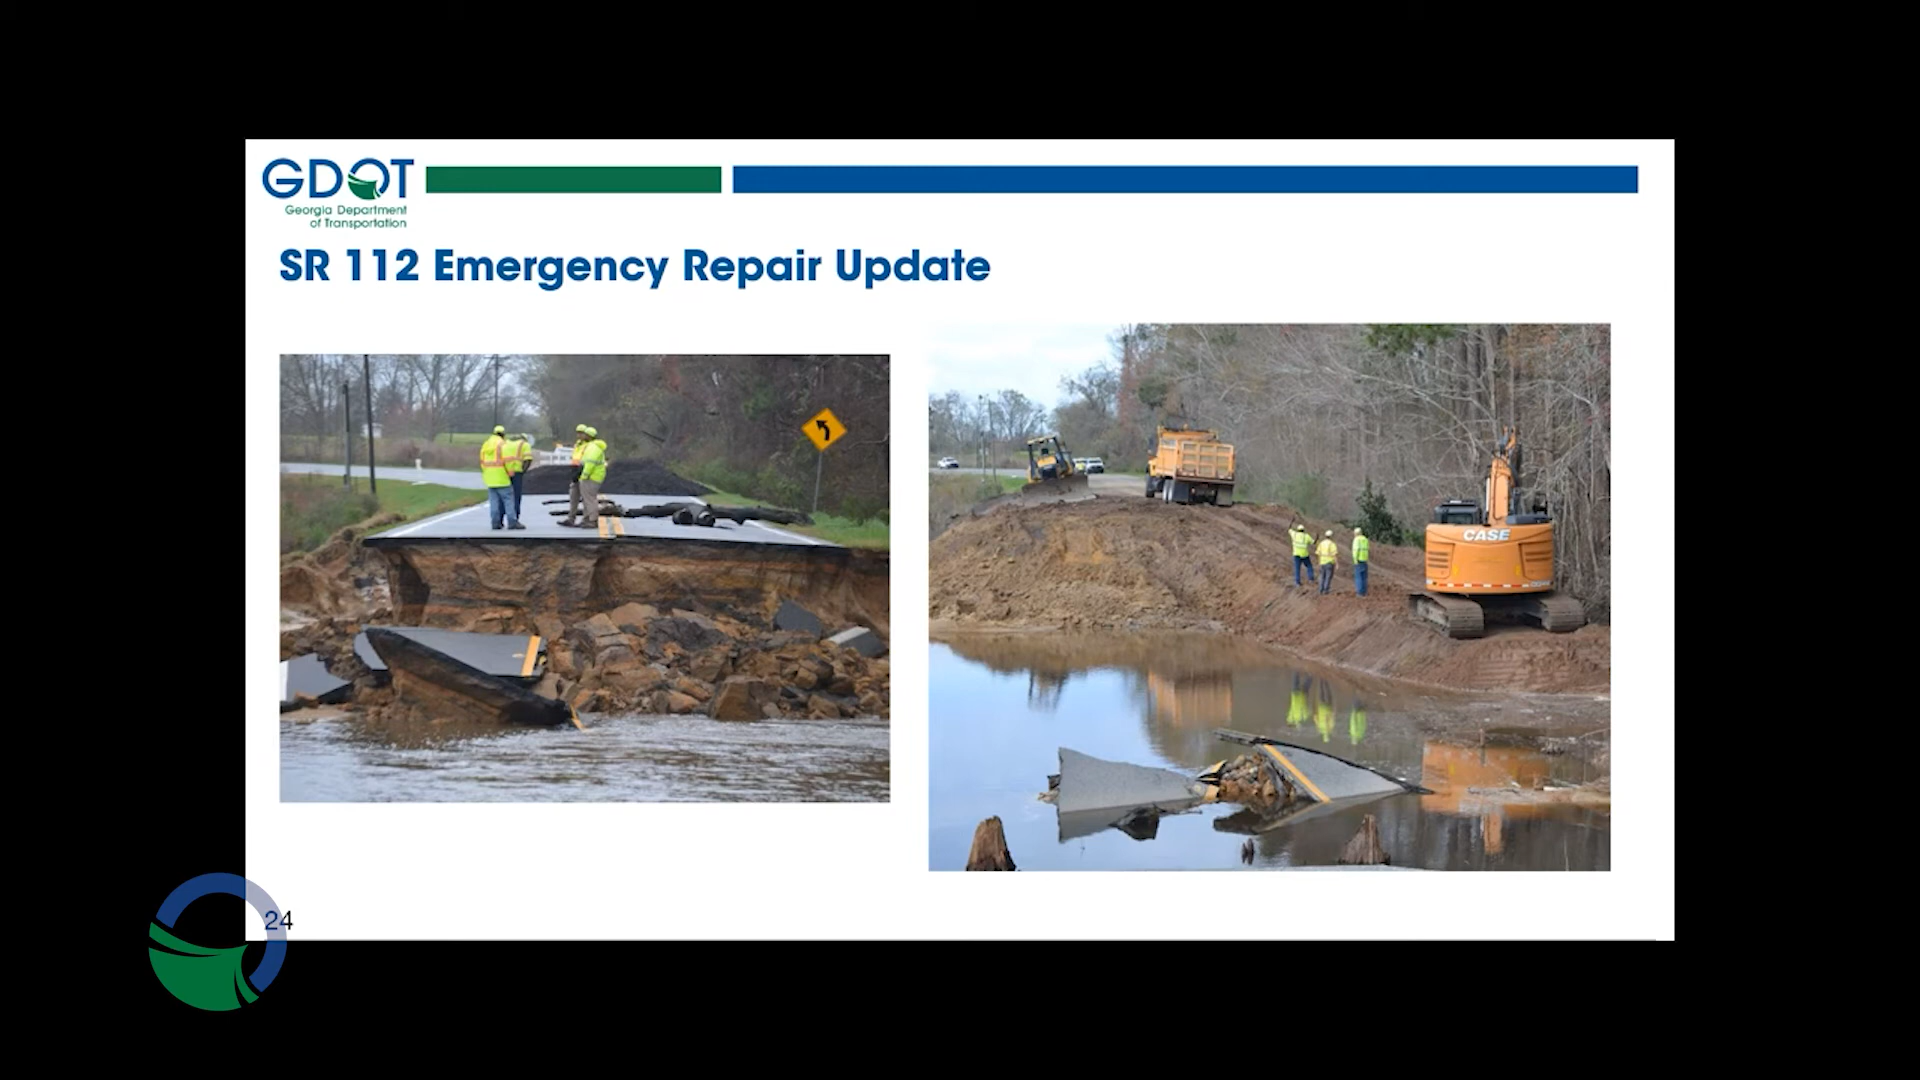 GDOT
Georgia Department
of Transportation
SR 112 Emergency Repair Update
CASE
24